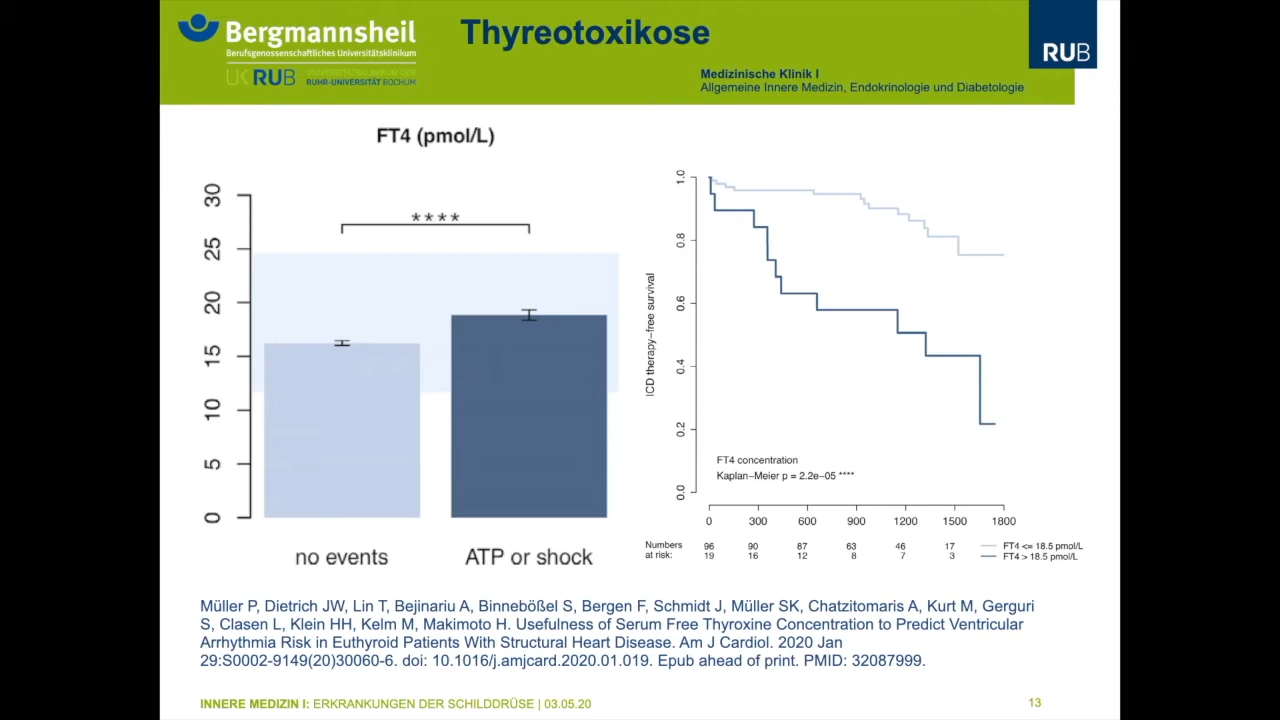 Bergmannsheil
Berufsgenossenschaftliches Universitätsklinikum
UK RUB
UNIVERSITÄTSKLINIKUM DER
RUHR-UNIVERSITÄT BOCHUM
Thyreotoxikose
Medizinische Klinik I
Allgemeine Innere Medizin, Endokrinologie und Diabetologie
RUB
FT4 (pmol/L)
30
25
20
15
10
5
0
****
no events
ATP or shock
ICD therapy−free survival
1.0
0.8
0.6
0.4
0.2
0.0
FT4 concentration
Kaplan−Meier p = 2.2e−05 ****
0 300 600 900 1200 1500 1800
Numbers at risk:
96 90 87 63 46 17
19 16 12 8 7 3
FT4 <= 18.5 pmol/L
FT4 > 18.5 pmol/L
Müller P, Dietrich JW, Lin T, Bejinariu A, Binnebößel S, Bergen F, Schmidt J, Müller SK, Chatzitomaris A, Kurt M, Gerguri
S, Clasen L, Klein HH, Kelm M, Makimoto H. Usefulness of Serum Free Thyroxine Concentration to Predict Ventricular
Arrhythmia Risk in Euthyroid Patients With Structural Heart Disease. Am J Cardiol. 2020 Jan
29:S0002-9149(20)30060-6. doi: 10.1016/j.amjcard.2020.01.019. Epub ahead of print. PMID: 32087999.
INNERE MEDIZIN I: ERKRANKUNGEN DER SCHILDDRÜSE | 03.05.20
13